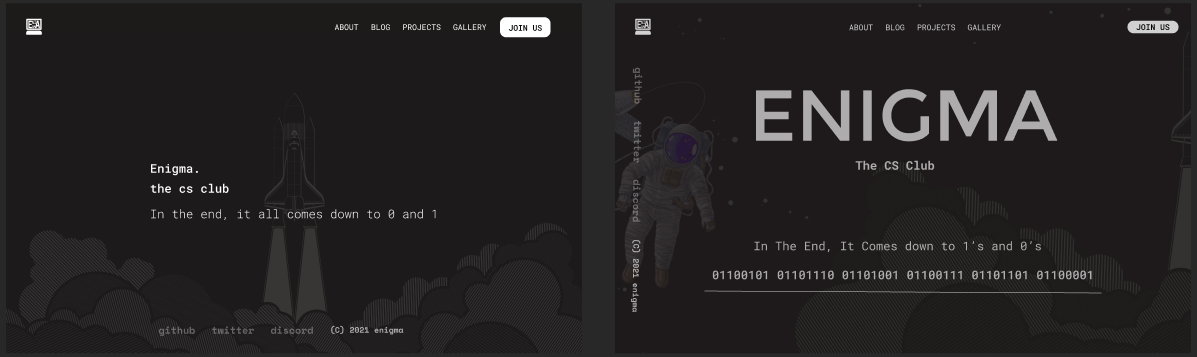 EA
ABOUT BLOG PROJECTS GALLERY JOIN US
Enigma.
the cs club
In the end, it all comes down to 0 and 1
github twitter discord (C) 2021 enigma
EA
ABOUT BLOG PROJECTS GALLERY JOIN US
github twitter discord (C) 2021 enigma
ENIGMA
The CS Club
In The End, It Comes down to 1's and 0's
01100101 01101110 01101001 01100111 01101101 01100001